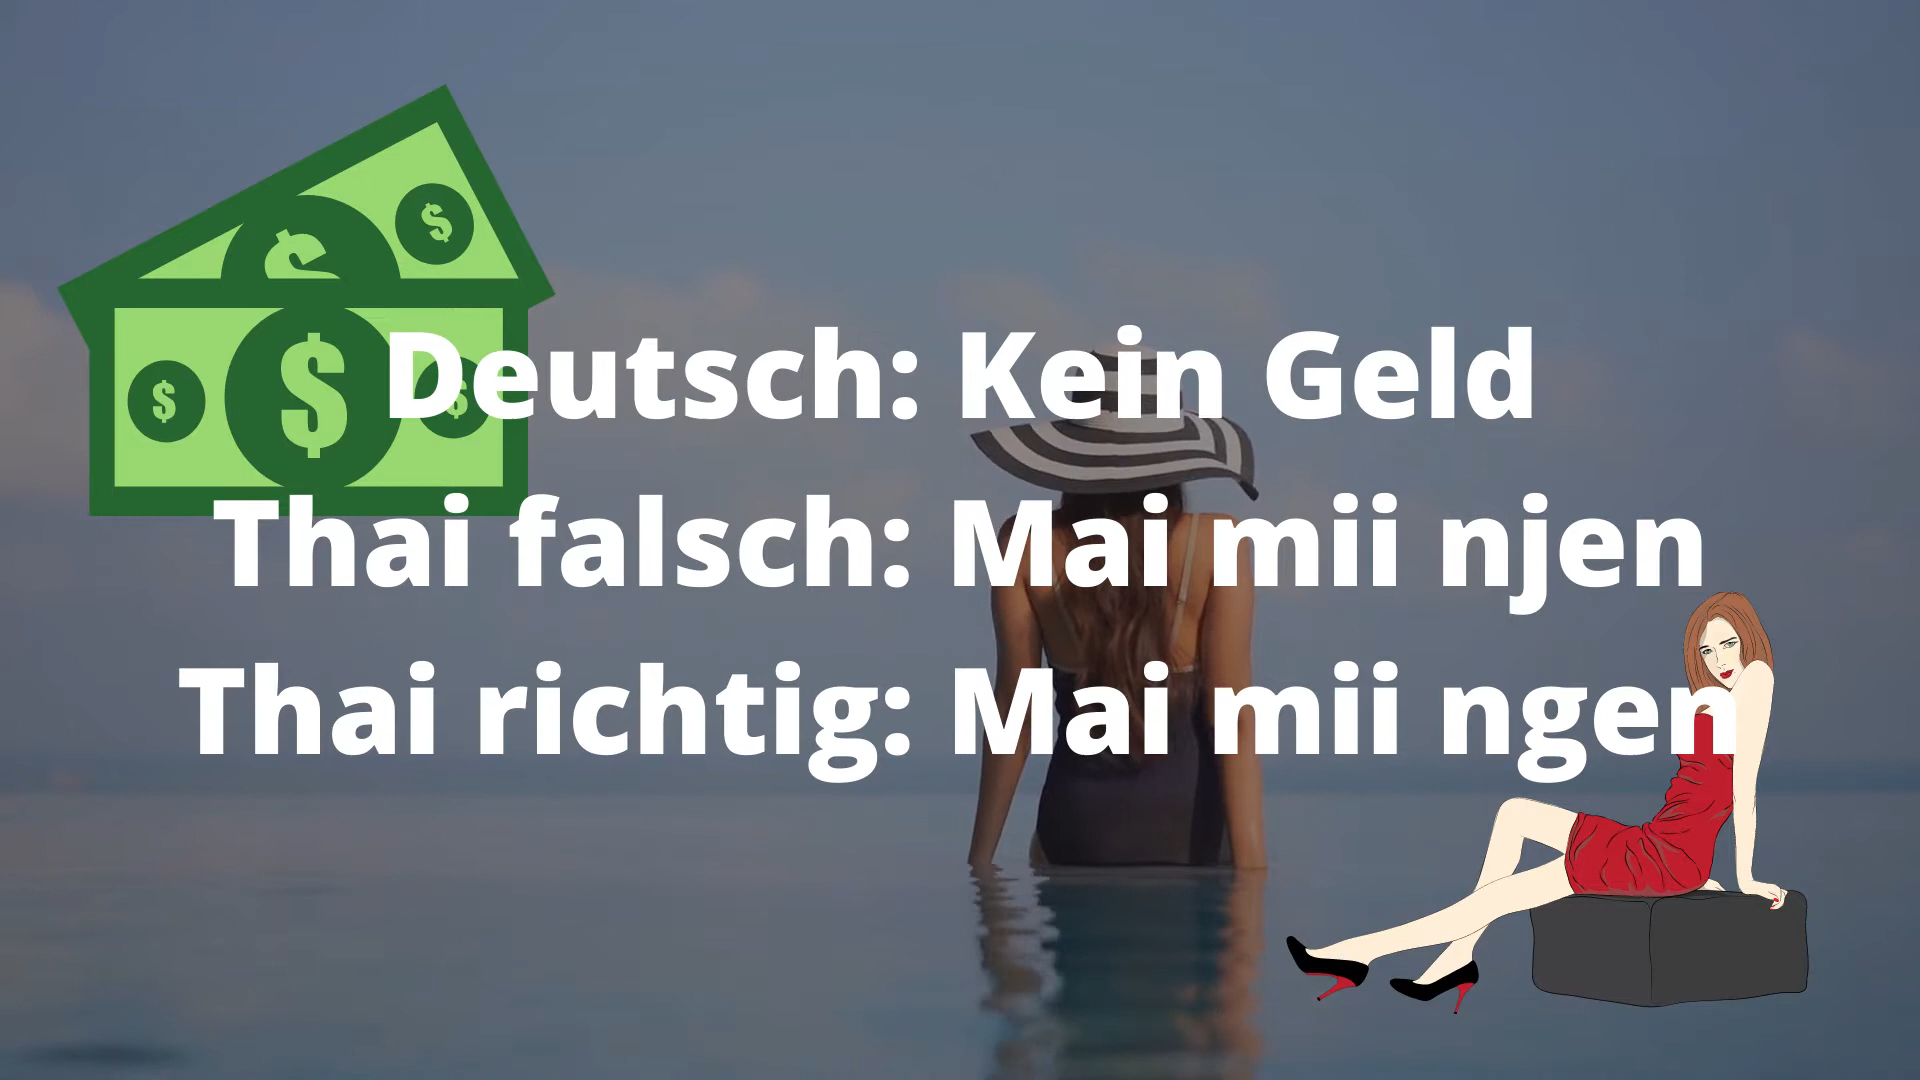 Deutsch: Kein Geld
Thai falsch: Mai mii njen
Thai richtig: Mai mii ngen